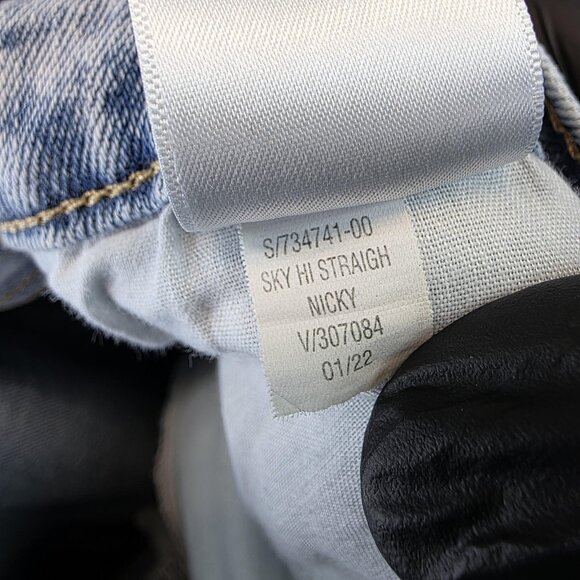 S/734741-00
SKY HI STRAIGH
NICKY
V/307084
01/22